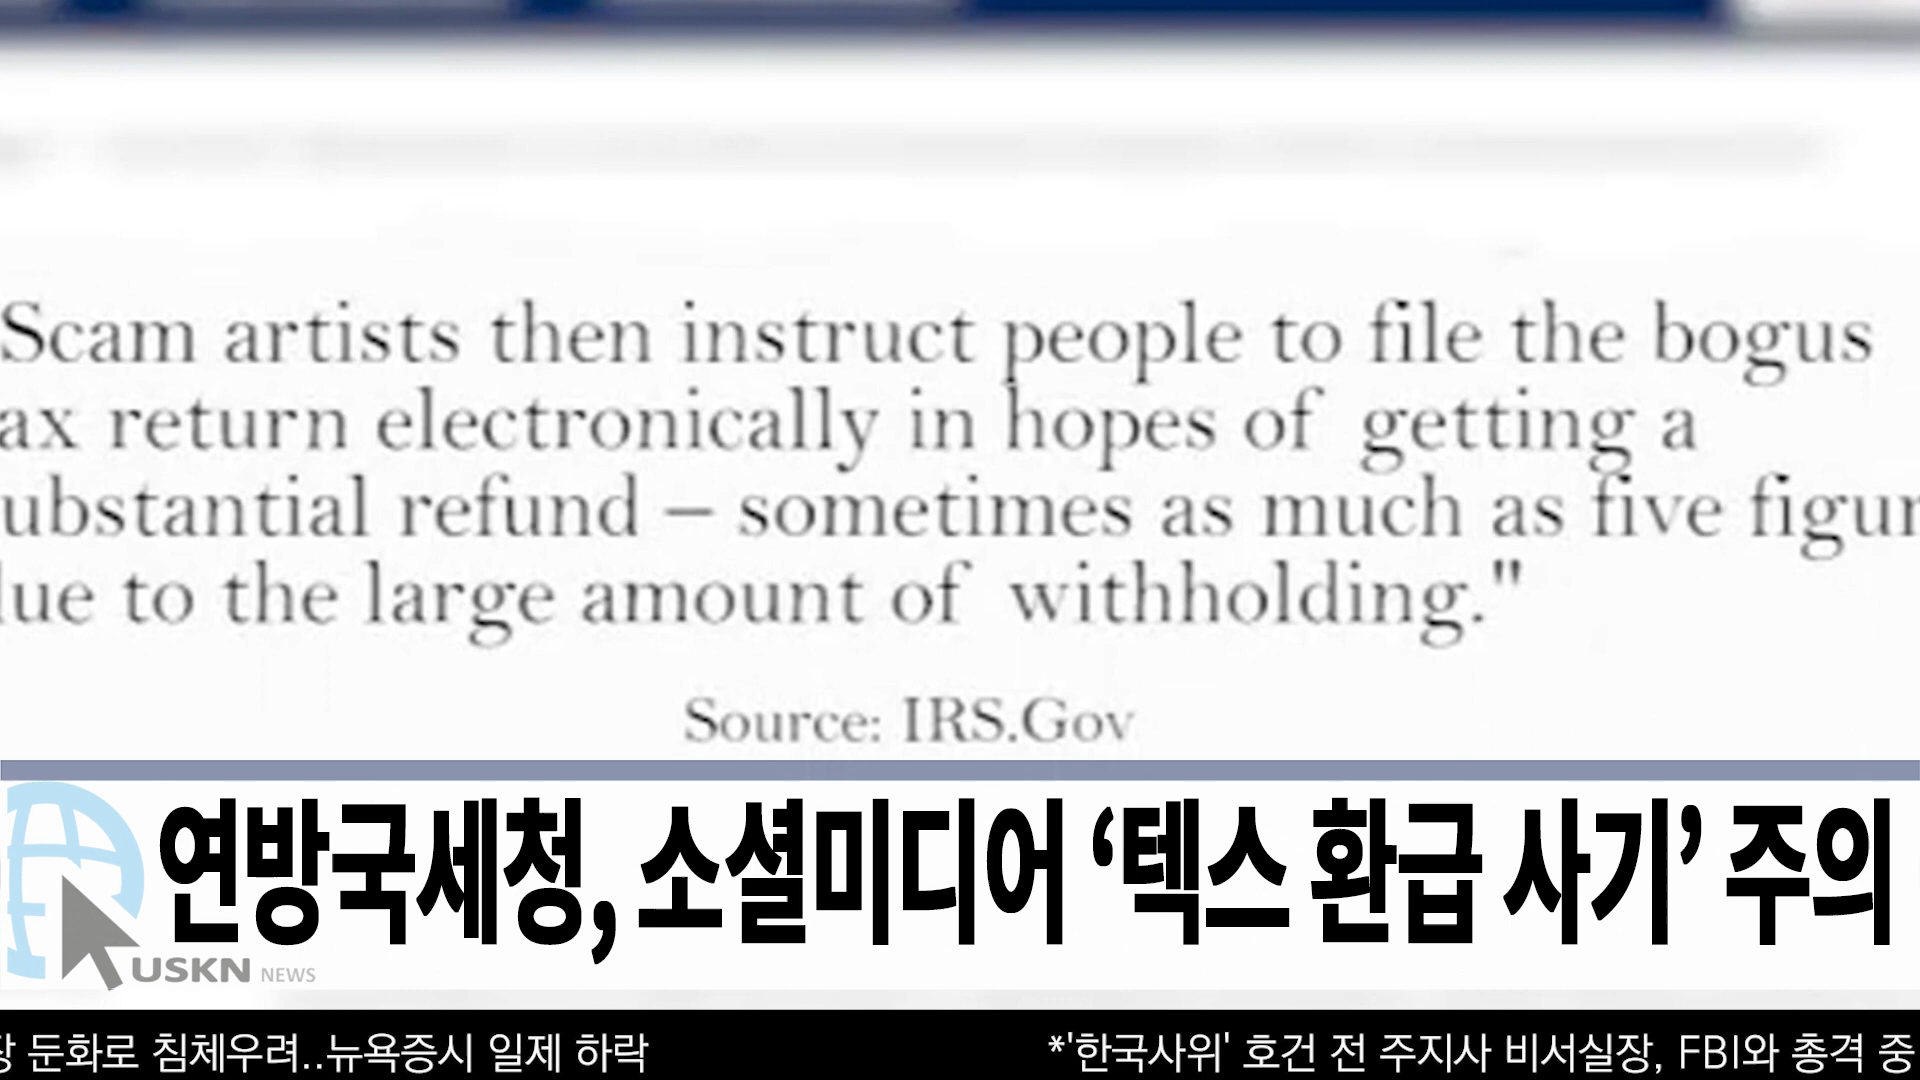 Scam artists then instruct people to file the bogus
ax return electronically in hopes of getting a
ubstantial refund – sometimes as much as five figur
lue to the large amount of withholding."
Source: IRS.Gov
연방국세청, 소셜미디어 ‘텍스 환급 사기’ 주의
USKN NEWS
장 둔화로 침체우려..뉴욕증시 일제 하락
*'한국사위' 호건 전 주지사 비서실장, FBI와 총격 중